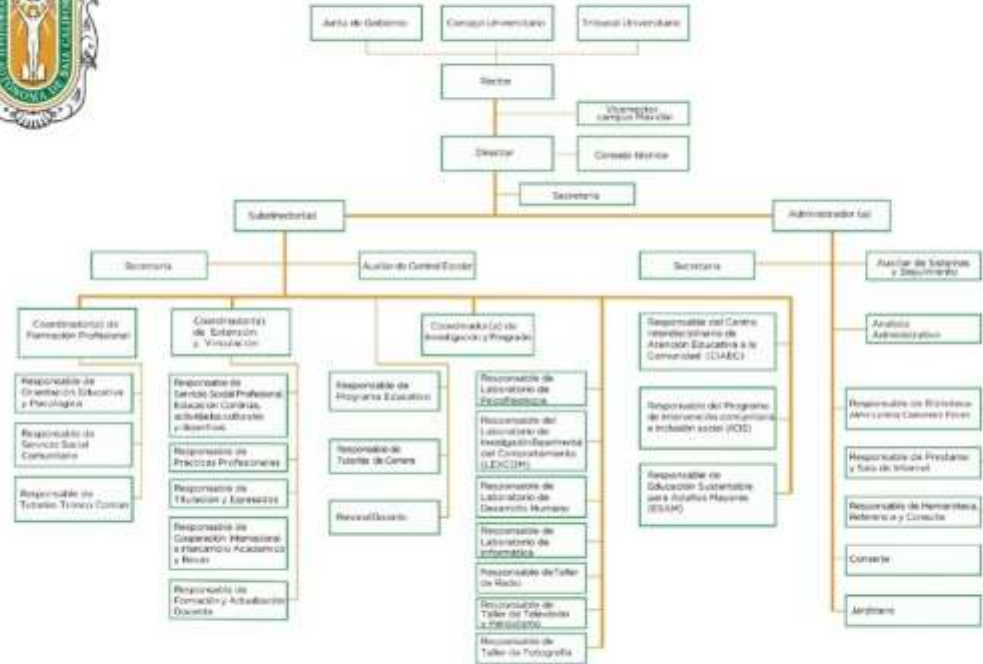 AUTÓNOMA DE BAJA CALIFOR
Junta de Gobierno
Consejo Universitario
Tribunal Universitario
Rector
Vicerrector
campus Mexicali
Director
Consejo técnico
Secretaria
Subdirector(a)
Administrador (a)
Secretaria
Auxiliar de Control Escolar
Secretaria
Auxiliar de Sistemas
y Seguimiento
Coordinador(a) de
Formación Profesional
Coordinador(a)
de Extensión
y Vinculación
Coordinador(a) de
Investigación y Posgrado
Responsable del Centro
Interdisciplinario de
Atención Educativa a la
Comunidad (CIAEC)
Analista
Administrativo
Responsable de
Orientación Educativa
y Psicológica
Responsable de
Servicio Social
Comunitario
Responsable de
Tutorías Tronco Común
Responsable de
Servicio Social Profesional
Educación Continua,
actividades culturales
y deportivas
Responsable de
Prácticas Profesionales
Responsable de
Titulación y Egresados
Responsable de
Cooperación Internacional
e Intercambio Académico
y Becas
Responsable de
Formación y Actualización
Docente
Responsable de
Programa Educativo
Responsable de
Tutorías de Carrera
Personal Docente
Responsable de
Laboratorio de
Psicofisiología
Responsable del
Laboratorio de
Investigación Experimental
del Comportamiento
(LEICOM)
Responsable de
Laboratorio de
Desarrollo Humano
Responsable de
Laboratorio de
Informática
Responsable de Taller
de Radio
Responsable de
Taller de Televisión
y Periodismo
Responsable de
Taller de Fotografía
Responsable del Programa
de intervención comunitaria
e inclusión social
Responsable de
Educación Sustentable
para Adultos Mayores
(ESAM)
Responsable de Biblioteca
Responsable de Préstamo
y Sala de Internet
Responsable de Hemeroteca,
Referencia y Consulta
Conserje
Jardinero